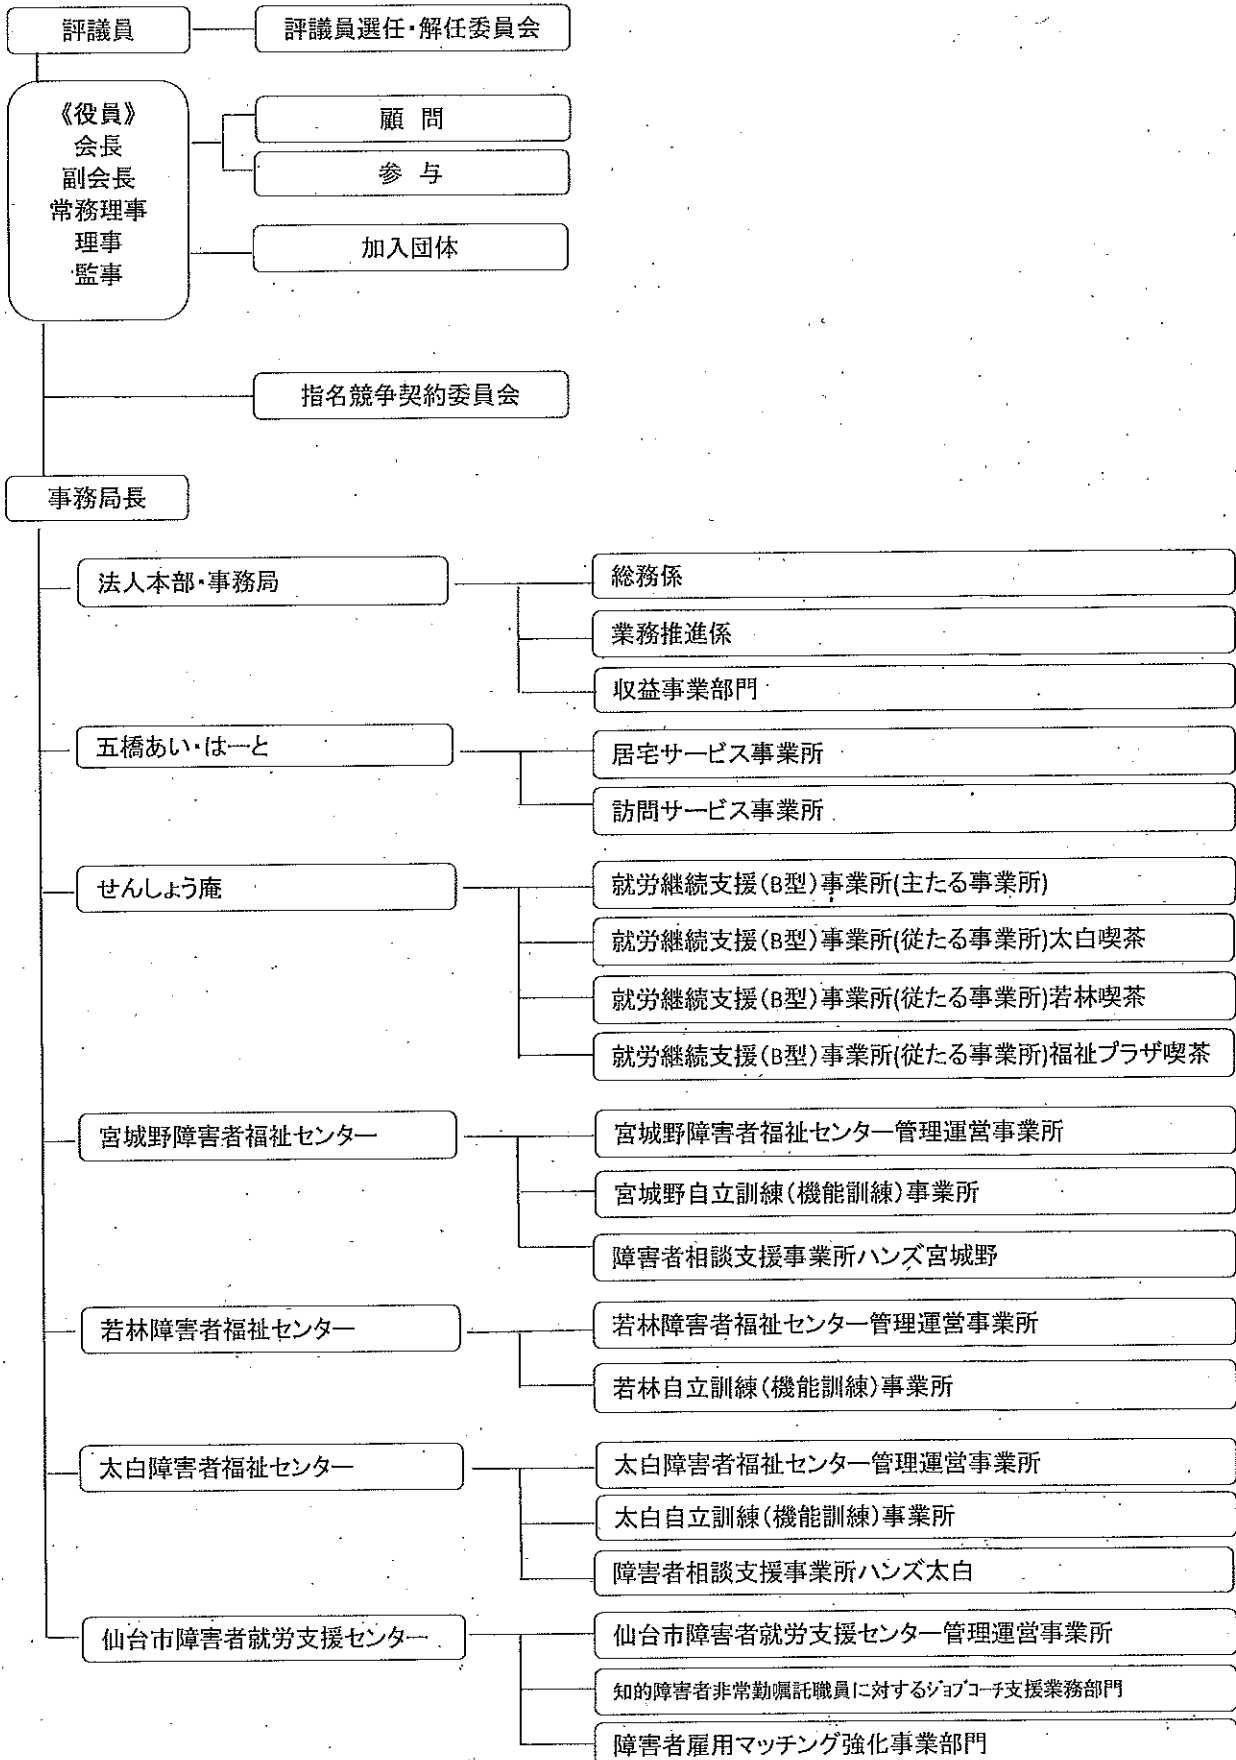 評議員
評議員選任・解任委員会
《役員》
会長
副会長
常務理事
理事
監事
顧 問
参 与
加入団体
指名競争契約委員会
事務局長
法人本部・事務局
総務係
業務推進係
収益事業部門
五橋あい・はーと
居宅サービス事業所
訪問サービス事業所
せんしょう庵
就労継続支援(B型)事業所(主たる事業所)
就労継続支援(B型)事業所(従たる事業所)太白喫茶
就労継続支援(B型)事業所(従たる事業所)若林喫茶
就労継続支援(B型)事業所(従たる事業所)福祉プラザ喫茶
宮城野障害者福祉センター
宮城野障害者福祉センター管理運営事業所
宮城野自立訓練(機能訓練)事業所
障害者相談支援事業所ハンズ宮城野
若林障害者福祉センター
若林障害者福祉センター管理運営事業所
若林自立訓練(機能訓練)事業所
太白障害者福祉センター
太白障害者福祉センター管理運営事業所
太白自立訓練(機能訓練)事業所
障害者相談支援事業所ハンズ太白
仙台市障害者就労支援センター
仙台市障害者就労支援センター管理運営事業所
知的障害者非常勤嘱託職員に対するｼﾞｮﾌﾞｺｰﾁ支援業務部門
障害者雇用マッチング強化事業部門